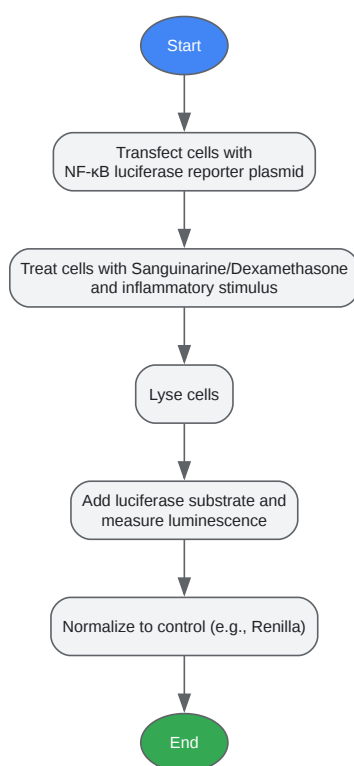 Start
Transfect cells with
NF-κB luciferase reporter plasmid
Treat cells with Sanguinarine/Dexamethasone
and inflammatory stimulus
Lyse cells
Add luciferase substrate and
measure luminescence
Normalize to control (e.g., Renilla)
End